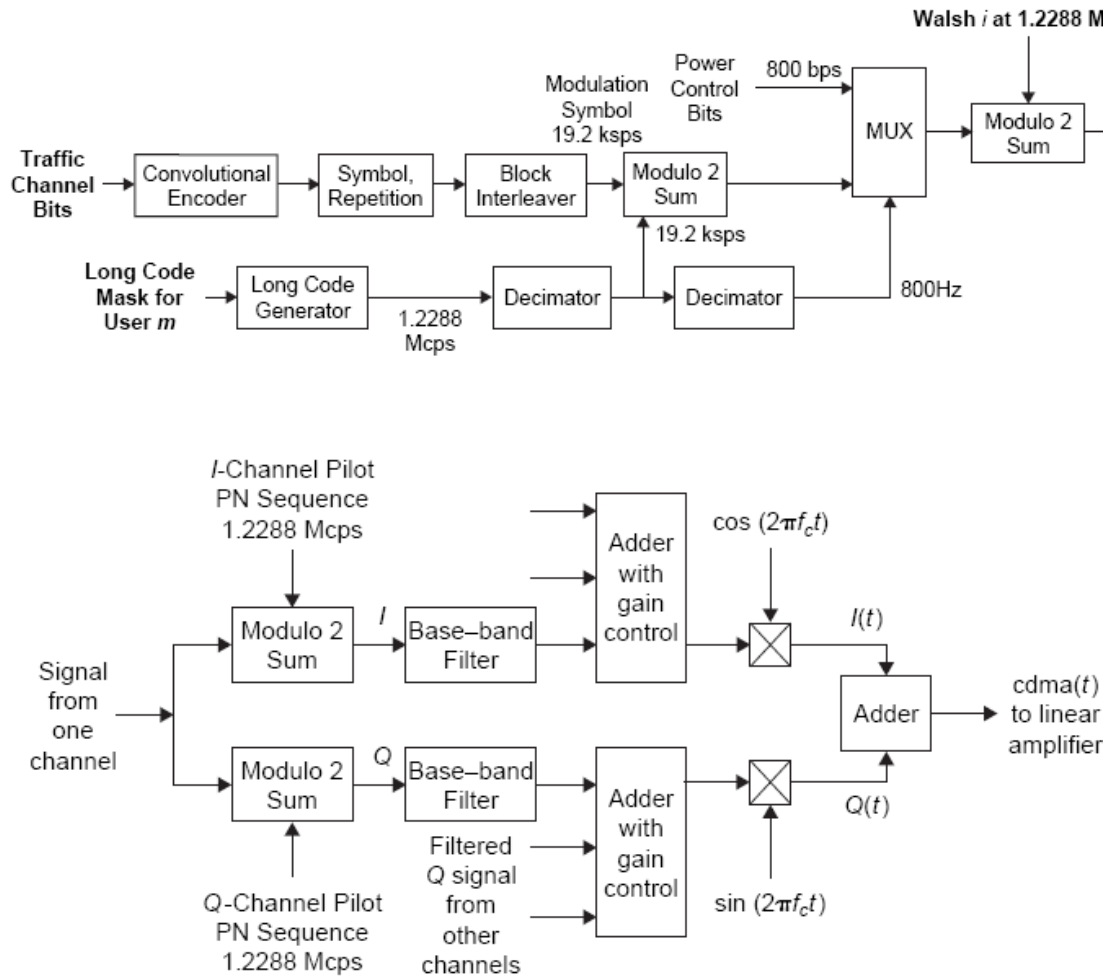 Walsh i at 1.2288 M
Power
Control
Bits
800 bps
Modulation
Symbol
19.2 ksps
MUX
Modulo 2
Sum
Traffic
Channel
Bits
Convolutional
Encoder
Symbol,
Repetition
Block
Interleaver
Modulo 2
Sum
19.2 ksps
Long Code
Mask for
User m
Long Code
Generator
1.2288
Mcps
Decimator
Decimator
800Hz
I-Channel Pilot
PN Sequence
1.2288 Mcps
Adder
with
gain
control
cos (2πfct)
Modulo 2
Sum
I
Base–band
Filter
I(t)
Signal
from
one
channel
Adder
cdma(t)
to linear
amplifier
Modulo 2
Sum
Q
Base–band
Filter
Adder
with
gain
control
Q(t)
Filtered
Q signal
from
other
channels
sin (2πfct)
Q-Channel Pilot
PN Sequence
1.2288 Mcps